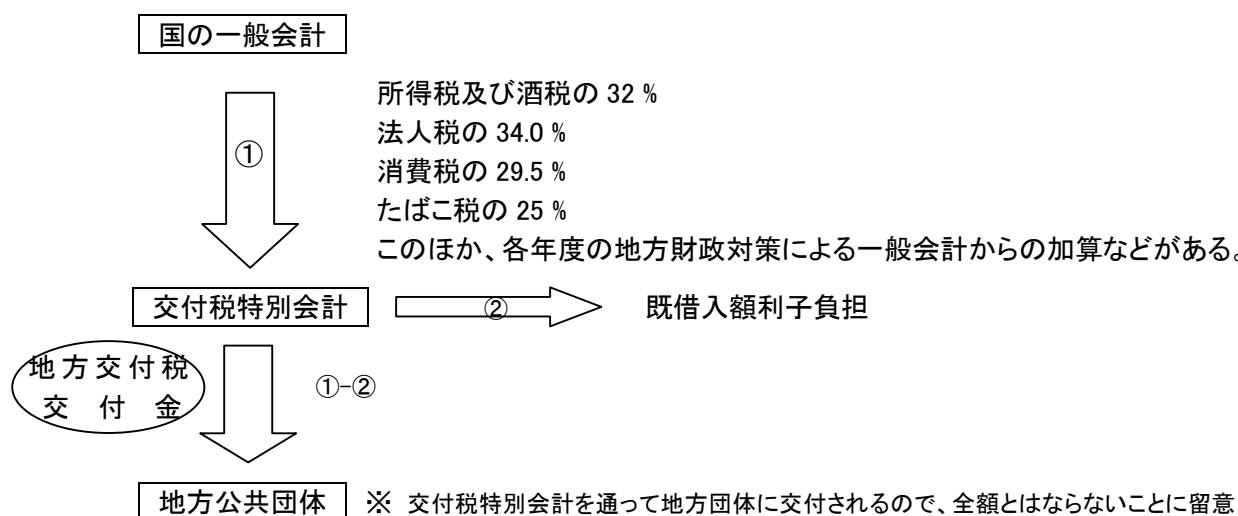 国の一般会計
所得税及び酒税の 32 %
法人税の 34.0 %
①
消費税の 29.5 %
たばこ税の 25 %
このほか、各年度の地方財政対策による一般会計からの加算などがある。
交付税特別会計
②
既借入額利子負担
地方交付税
交付金
①-②
地方公共団体
※ 交付税特別会計を通って地方団体に交付されるので、全額とはならないことに留意